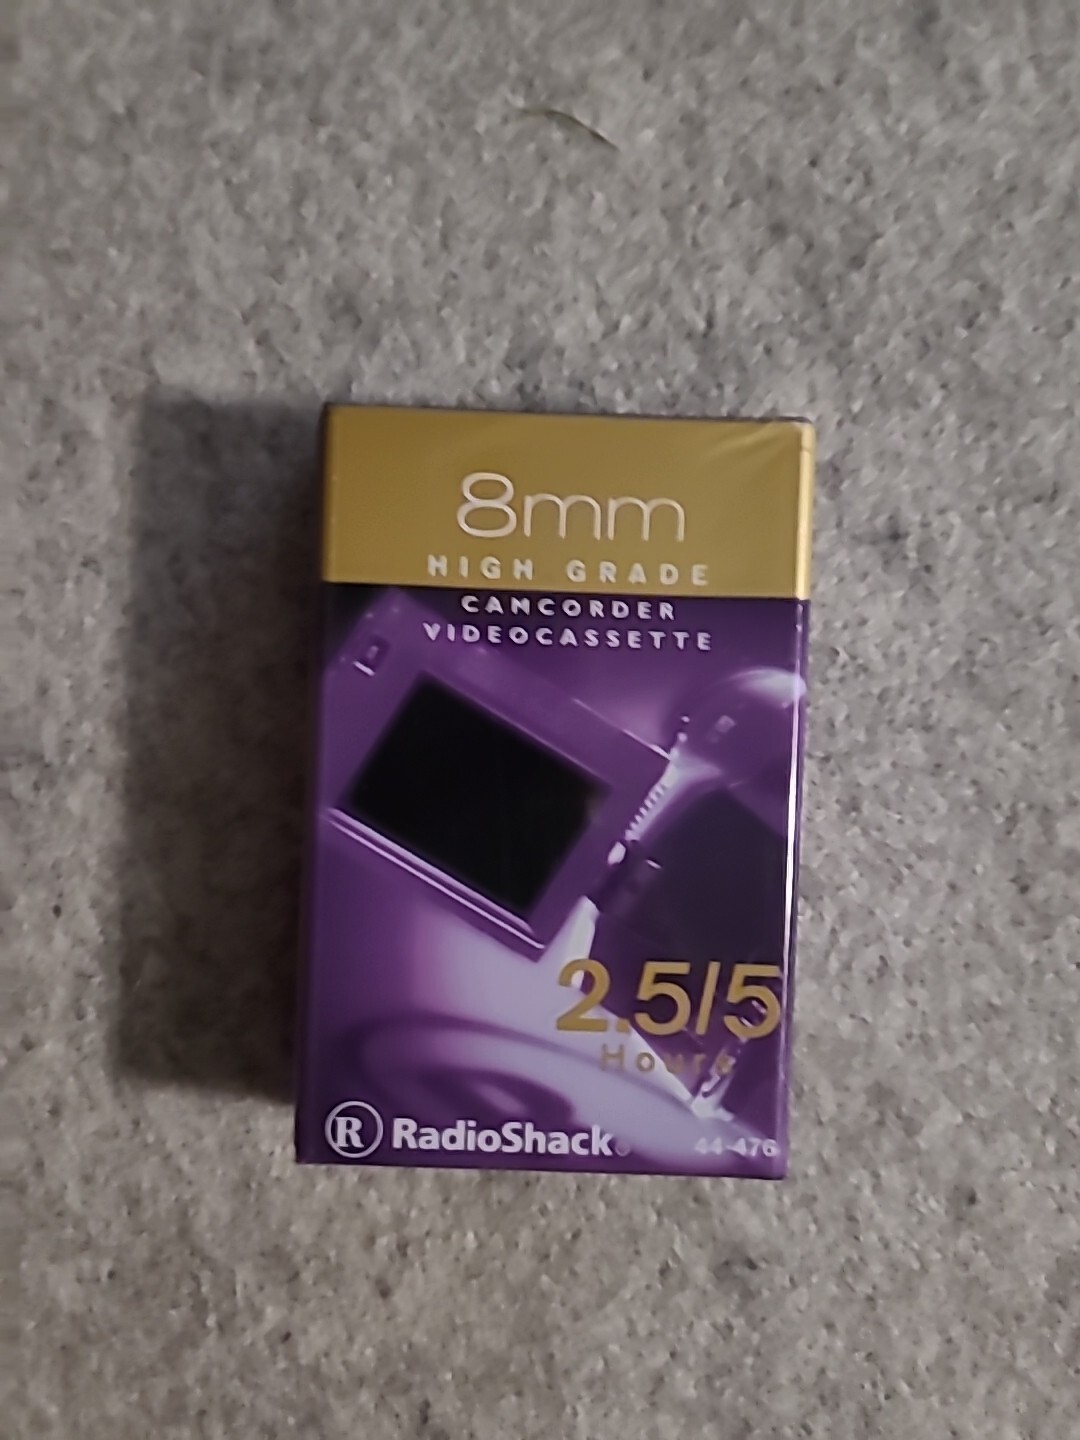 8mm
HIGH GRADE
CAMCORDER
VIDEOCASSETTE
2.5/5
Hours
R RadioShack®
44-476